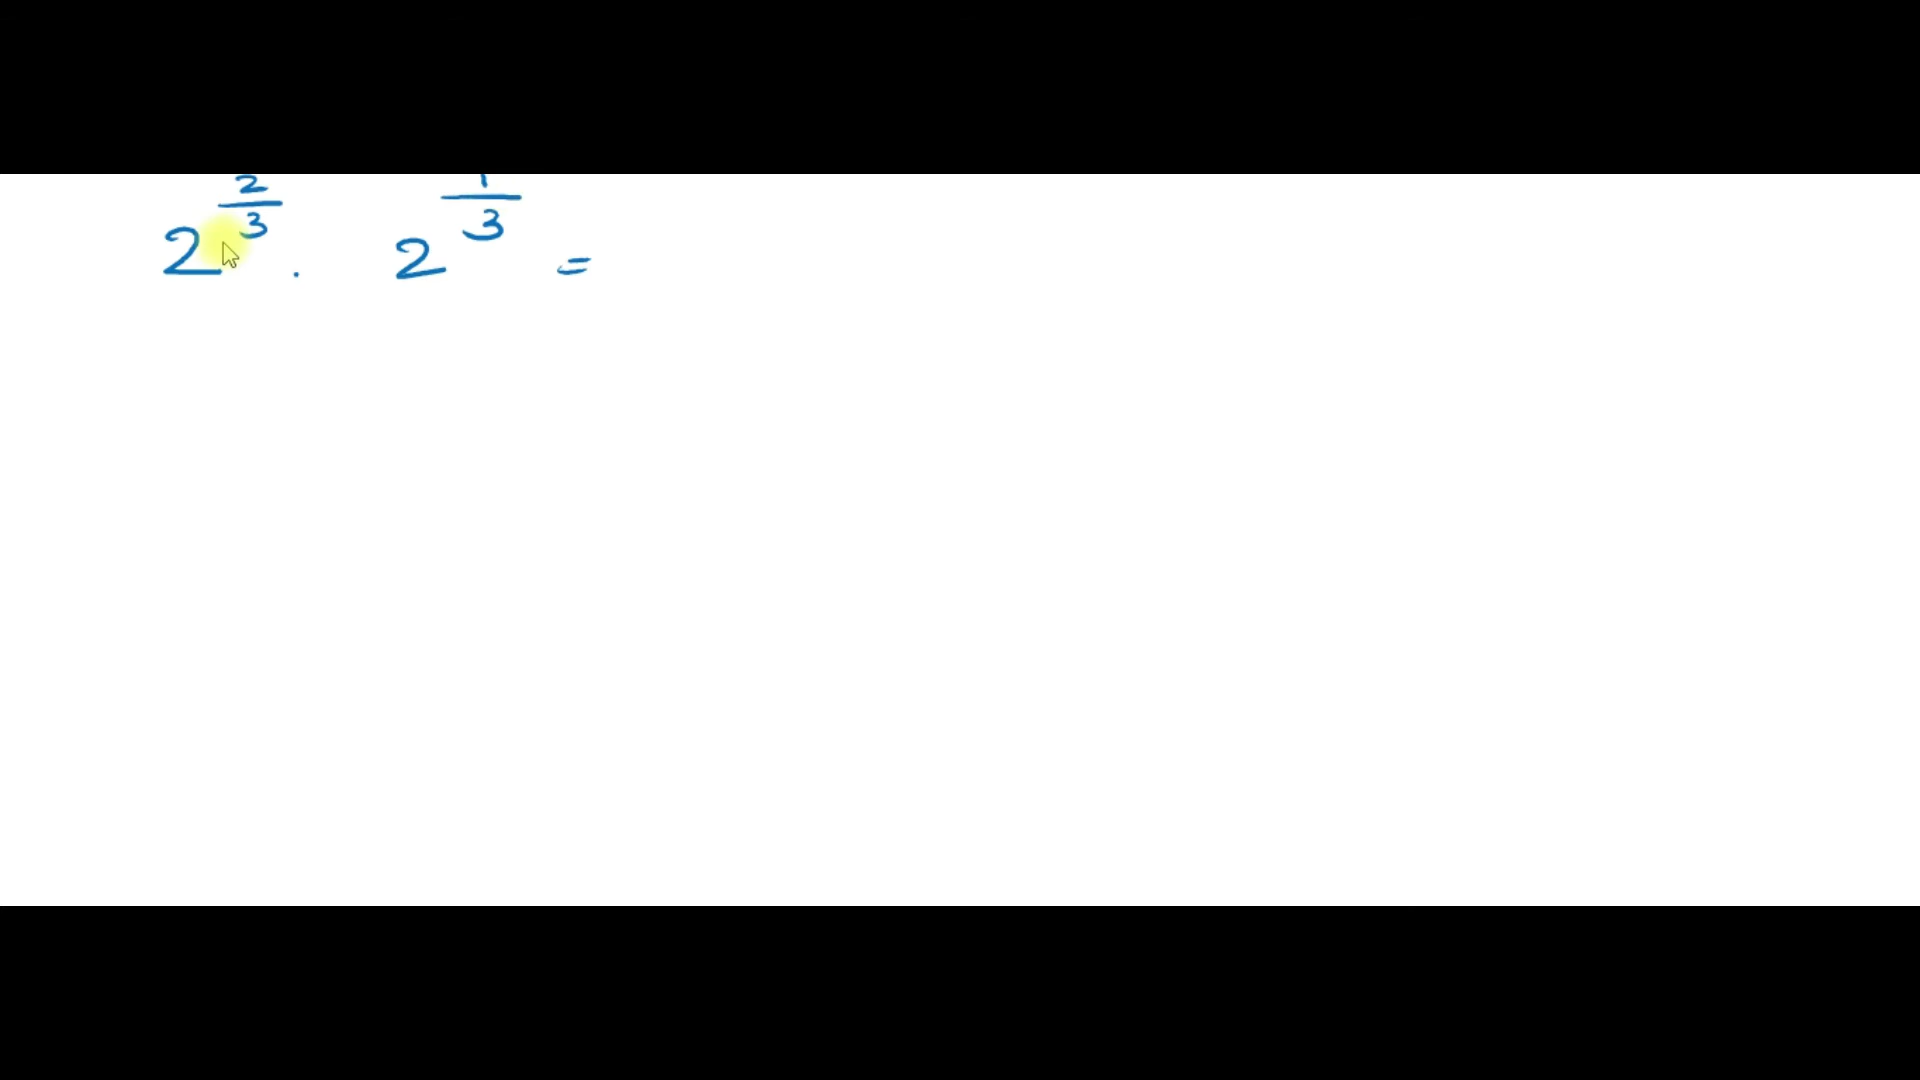 2^{2/3} . 2^{1/3} =